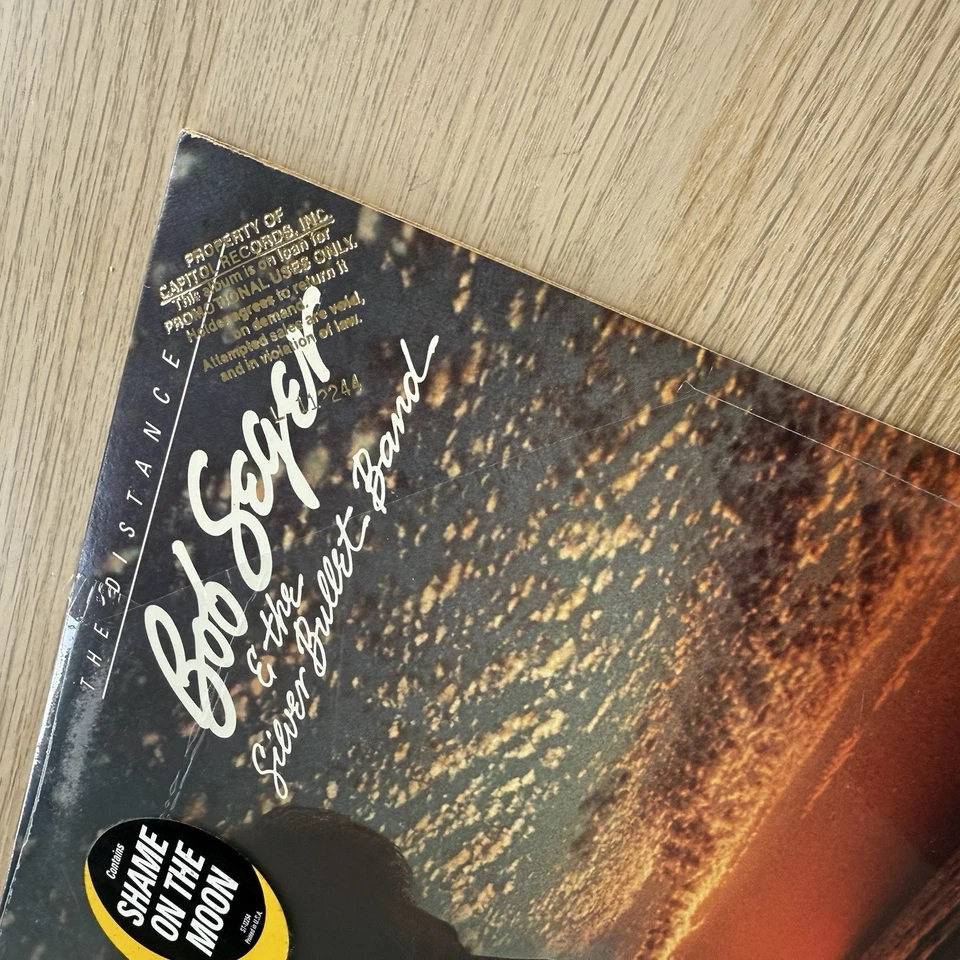 PROPERTY OF
CAPITOL RECORDS, INC.
This album is on loan for
PROMOTIONAL USES ONLY.
Holder agrees to return it
on demand.
Attempted sales are void,
and in violation of law.
THE DISTANCE
Bob Seger
& the
Silver Bullet Band
Contains
SHAME
ON THE
MOON
Printed in U.S.A.